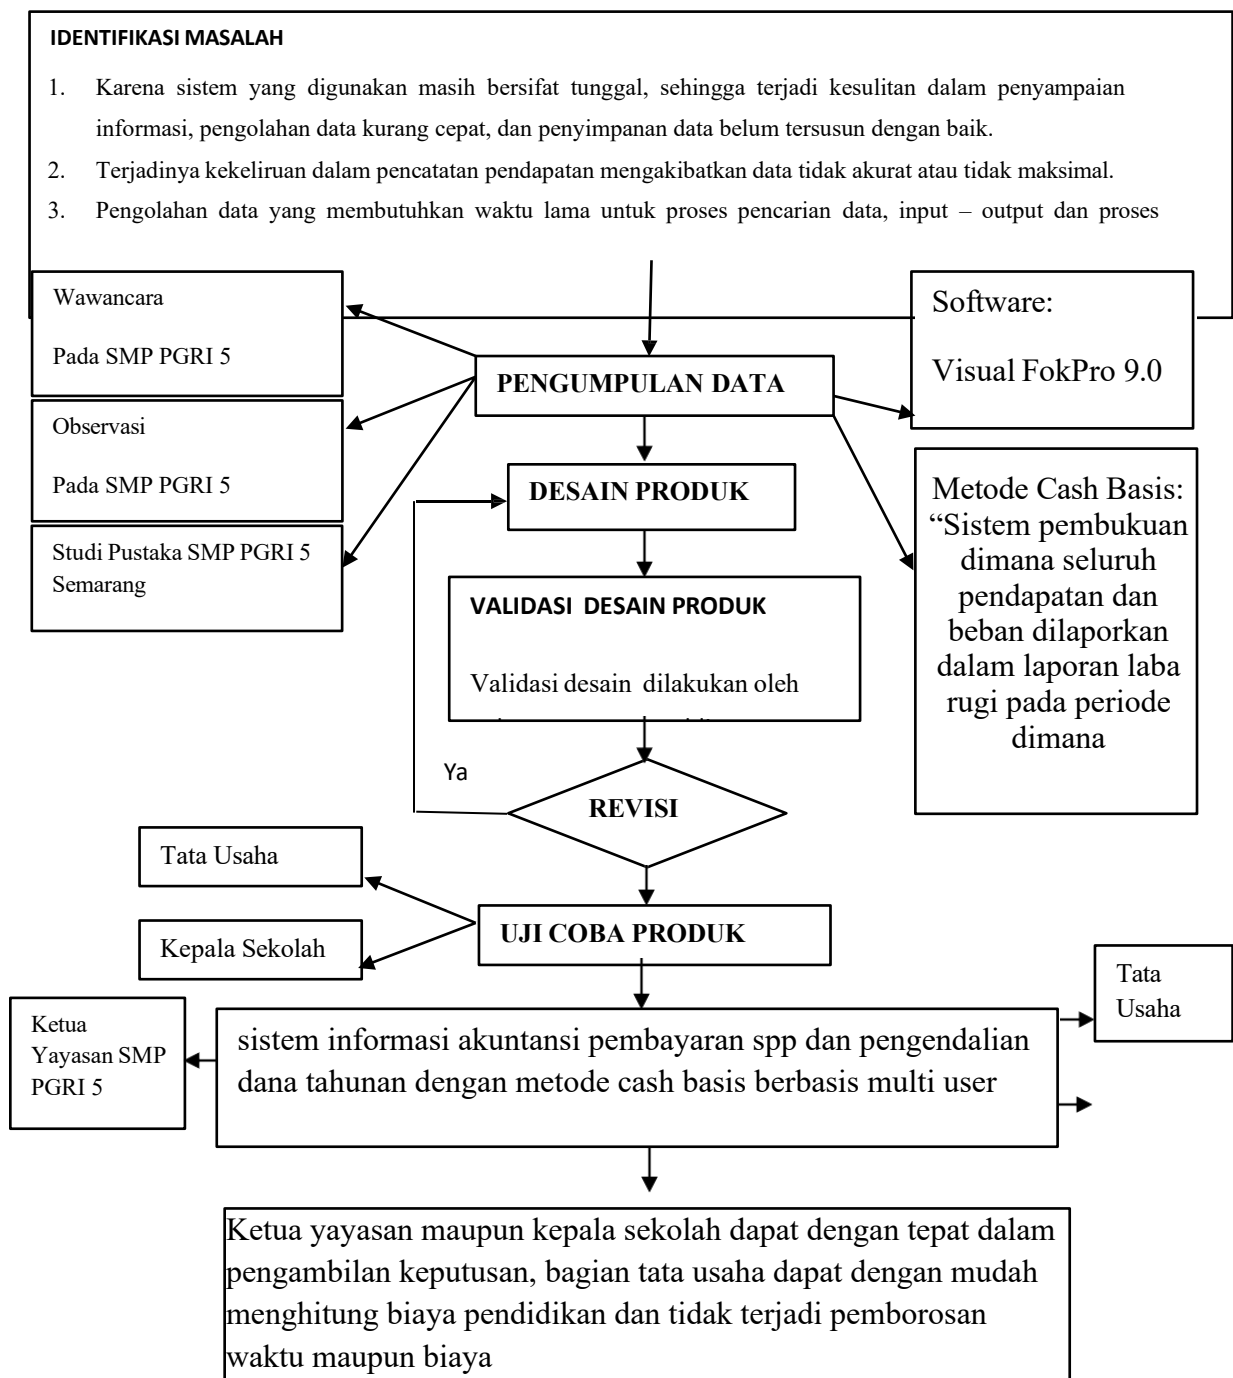 IDENTIFIKASI MASALAH
1. Karena sistem yang digunakan masih bersifat tunggal, sehingga terjadi kesulitan dalam penyampaian
informasi, pengolahan data kurang cepat, dan penyimpanan data belum tersusun dengan baik.
2. Terjadinya kekeliruan dalam pencatatan pendapatan mengakibatkan data tidak akurat atau tidak maksimal.
3. Pengolahan data yang membutuhkan waktu lama untuk proses pencarian data, input – output dan proses
Wawancara
Pada SMP PGRI 5
Software:
Visual FokPro 9.0
PENGUMPULAN DATA
Observasi
Pada SMP PGRI 5
Studi Pustaka SMP PGRI 5
Semarang
DESAIN PRODUK
Metode Cash Basis:
“Sistem pembukuan
dimana seluruh
pendapatan dan
beban dilaporkan
dalam laporan laba
rugi pada periode
dimana
VALIDASI DESAIN PRODUK
Validasi desain dilakukan oleh
Ya
REVISI
Tata Usaha
Kepala Sekolah
UJI COBA PRODUK
Tata
Usaha
Ketua
Yayasan SMP
PGRI 5
sistem informasi akuntansi pembayaran spp dan pengendalian
dana tahunan dengan metode cash basis berbasis multi user
Ketua yayasan maupun kepala sekolah dapat dengan tepat dalam
pengambilan keputusan, bagian tata usaha dapat dengan mudah
menghitung biaya pendidikan dan tidak terjadi pemborosan
waktu maupun biaya